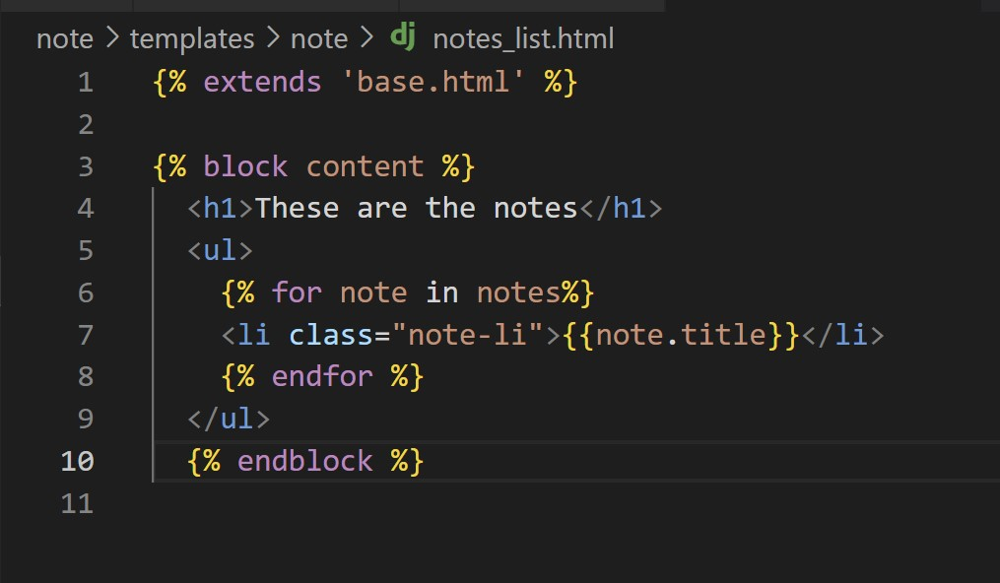 note > templates > note > dj notes_list.html
1 {% extends 'base.html' %}
2
3 {% block content %}
4 <h1>These are the notes</h1>
5 <ul>
6 {% for note in notes%}
7 <li class="note-li">{{note.title}}</li>
8 {% endfor %}
9 </ul>
10 {% endblock %}
11